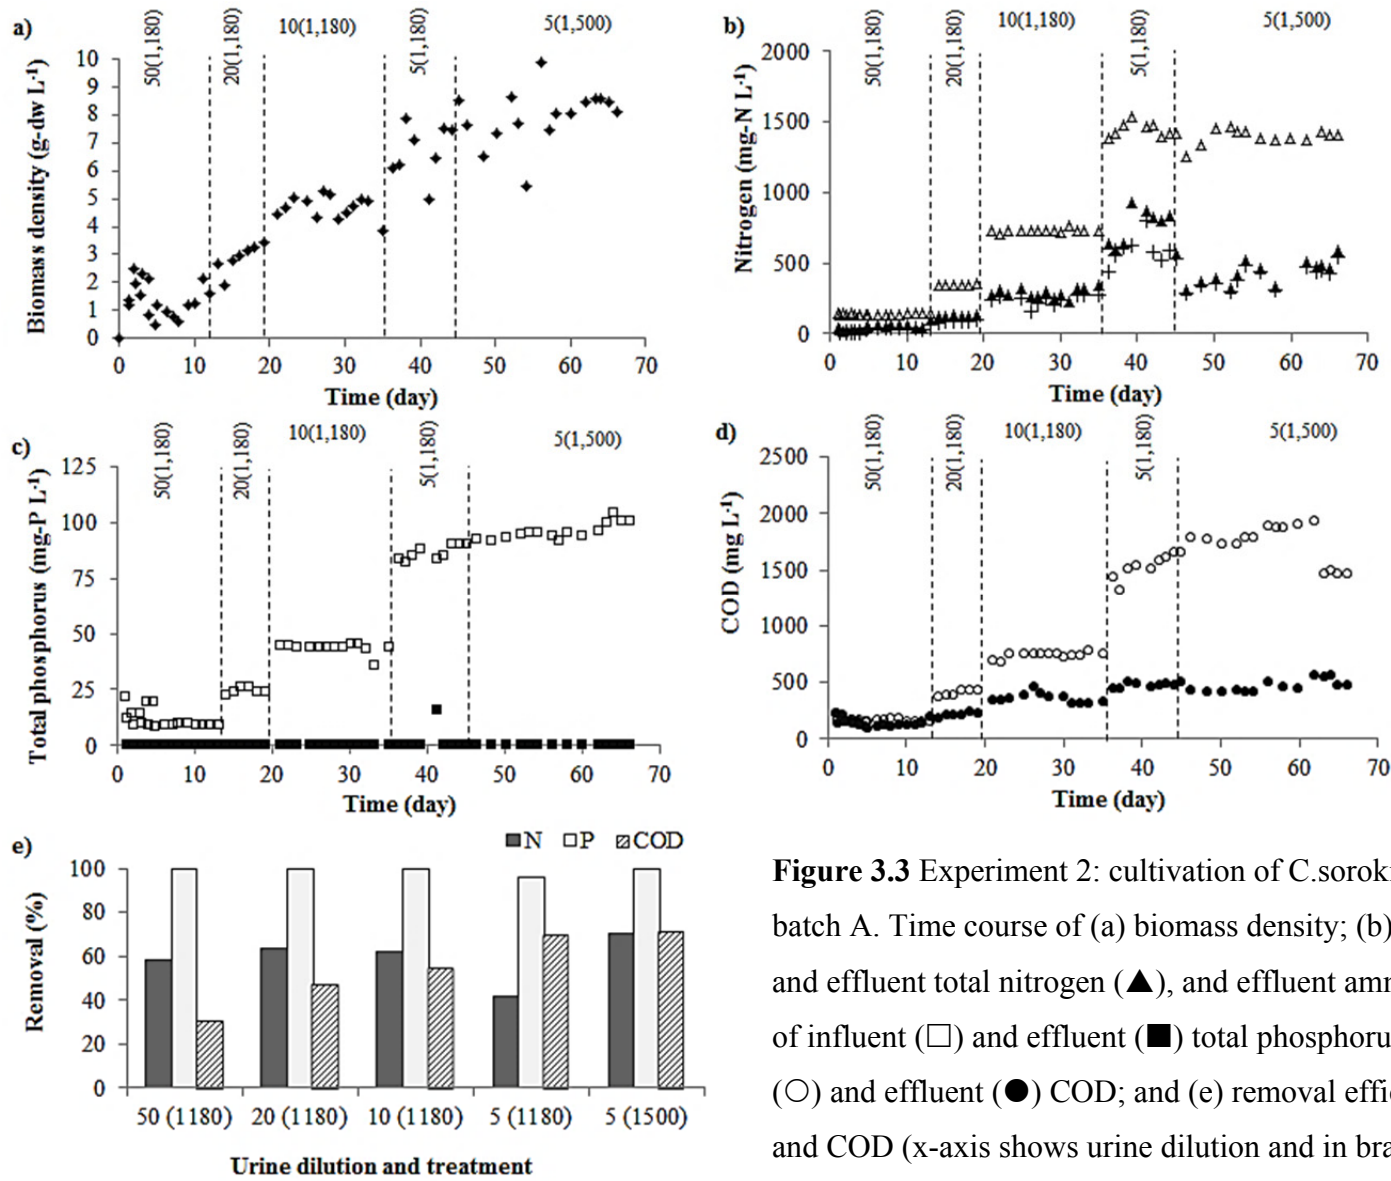 a)
50(1,180)
20(1,180)
10(1,180)
5(1,180)
5(1,500)
Biomass density (g-dw L⁻¹)
10
9
8
7
6
5
4
3
2
1
0
0 10 20 30 40 50 60 70
Time (day)
b)
50(1,180)
20(1,180)
10(1,180)
5(1,180)
5(1,500)
Nitrogen (mg-N L⁻¹)
2000
1500
1000
500
0
0 10 20 30 40 50 60 70
Time (day)
c)
50(1,180)
20(1,180)
10(1,180)
5(1,180)
5(1,500)
Total phosphorus (mg-P L⁻¹)
125
100
75
50
25
0
0 10 20 30 40 50 60 70
Time (day)
d)
50(1,180)
20(1,180)
10(1,180)
5(1,180)
5(1,500)
COD (mg L⁻¹)
2500
2000
1500
1000
500
0
0 10 20 30 40 50 60 70
Time (day)
e)
N P COD
Removal (%)
100
80
60
40
20
0
50 (1180) 20 (1180) 10 (1180) 5 (1180) 5 (1500)
Urine dilution and treatment
Figure 3.3 Experiment 2: cultivation of C.soroki
batch A. Time course of (a) biomass density; (b)
and effluent total nitrogen (▲), and effluent amm
of influent (□) and effluent (■) total phosphoru
(○) and effluent (●) COD; and (e) removal effic
and COD (x-axis shows urine dilution and in bra